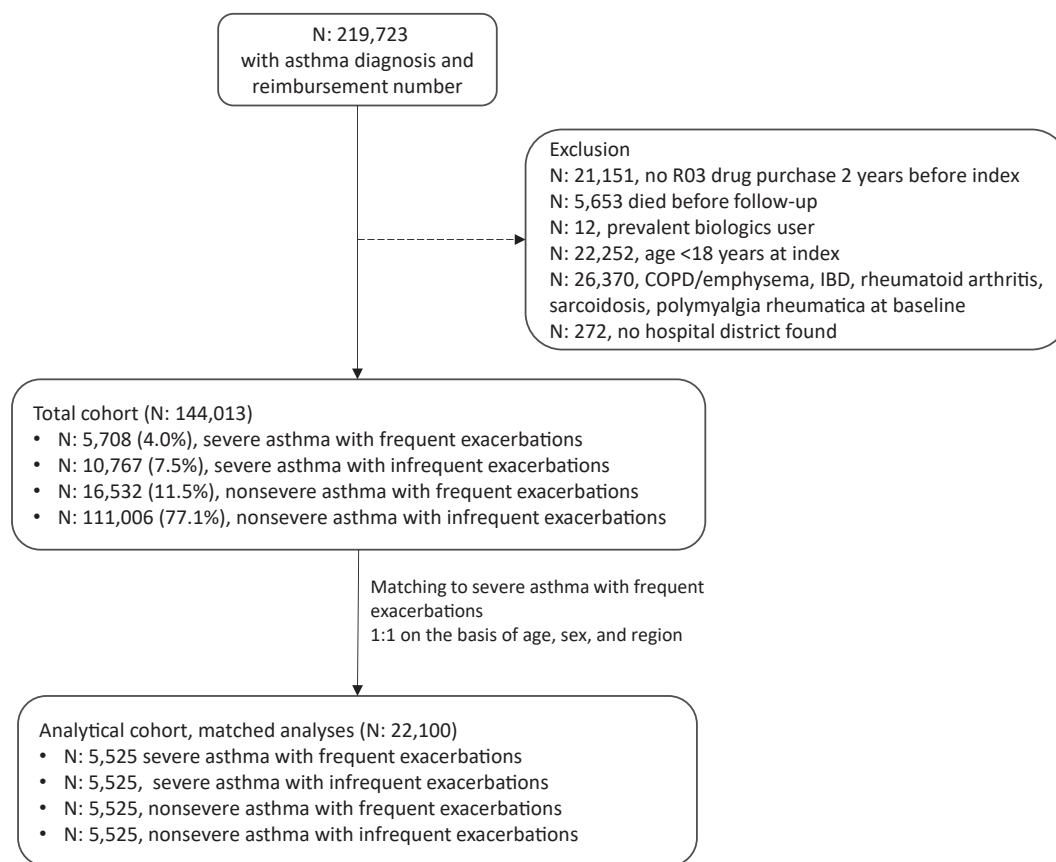 N: 219,723
with asthma diagnosis and
reimbursement number
Exclusion
N: 21,151, no R03 drug purchase 2 years before index
N: 5,653 died before follow-up
N: 12, prevalent biologics user
N: 22,252, age <18 years at index
N: 26,370, COPD/emphysema, IBD, rheumatoid arthritis,
sarcoidosis, polymyalgia rheumatica at baseline
N: 272, no hospital district found
Total cohort (N: 144,013)
• N: 5,708 (4.0%), severe asthma with frequent exacerbations
• N: 10,767 (7.5%), severe asthma with infrequent exacerbations
• N: 16,532 (11.5%), nonsevere asthma with frequent exacerbations
• N: 111,006 (77.1%), nonsevere asthma with infrequent exacerbations
Matching to severe asthma with frequent
exacerbations
1:1 on the basis of age, sex, and region
Analytical cohort, matched analyses (N: 22,100)
• N: 5,525 severe asthma with frequent exacerbations
• N: 5,525, severe asthma with infrequent exacerbations
• N: 5,525, nonsevere asthma with frequent exacerbations
• N: 5,525, nonsevere asthma with infrequent exacerbations